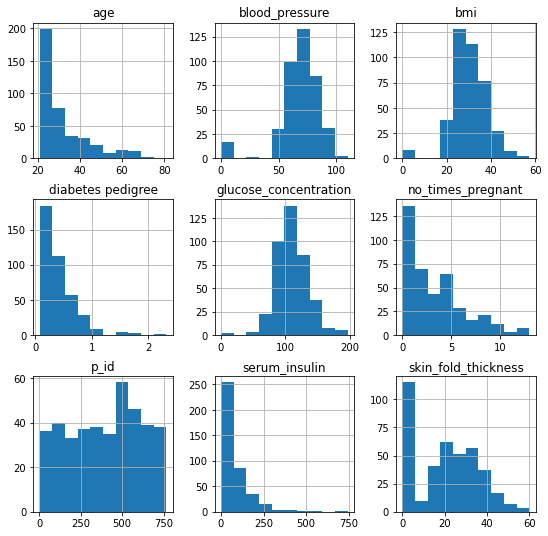 age
blood_pressure
bmi
200
150
100
50
0
20 40 60 80
125
100
75
50
25
0
0 50 100
125
100
75
50
25
0
0 20 40 60
diabetes pedigree
glucose_concentration
no_times_pregnant
150
100
50
0
0 1 2
125
100
75
50
25
0
0 100 200
125
100
75
50
25
0
0 5 10
p_id
serum_insulin
skin_fold_thickness
60
40
20
0
0 250 500 750
250
200
150
100
50
0
0 250 500 750
100
75
50
25
0
0 20 40 60